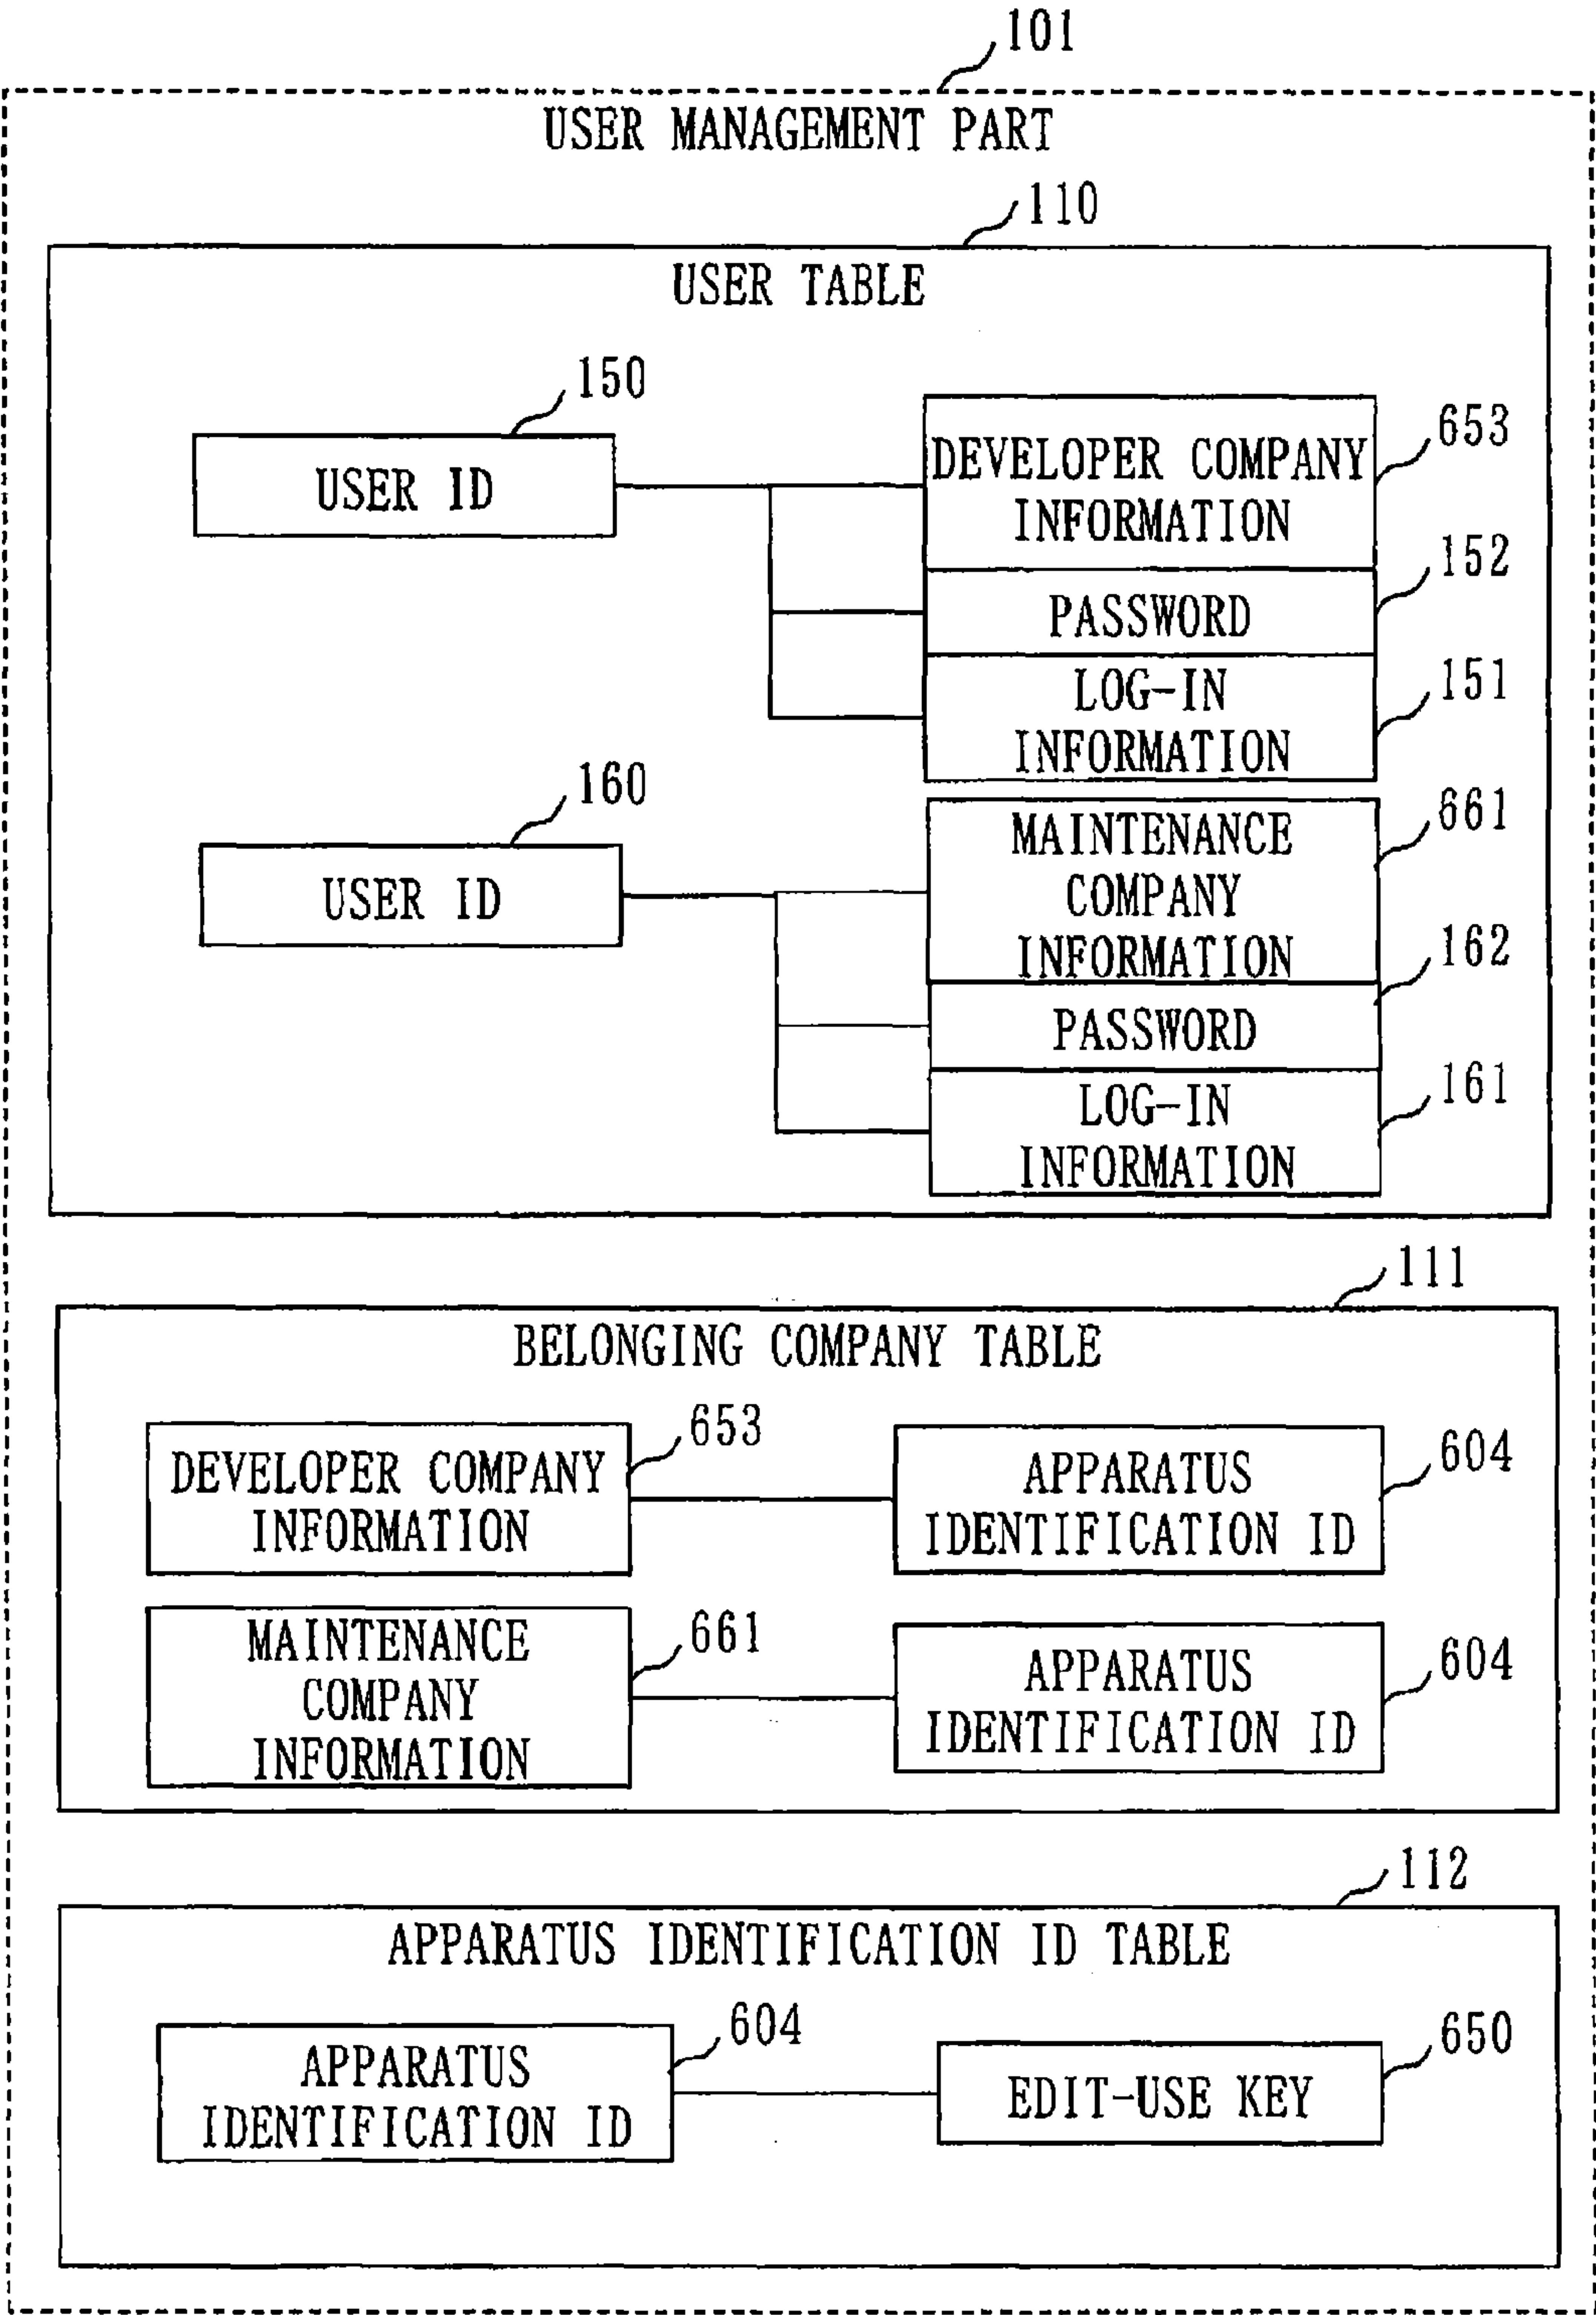 101
USER MANAGEMENT PART
110
USER TABLE
150
USER ID
DEVELOPER COMPANY
INFORMATION
653
PASSWORD
152
LOG-IN
INFORMATION
151
160
USER ID
MAINTENANCE
COMPANY
INFORMATION
661
PASSWORD
162
LOG-IN
INFORMATION
161
111
BELONGING COMPANY TABLE
DEVELOPER COMPANY
INFORMATION
653
APPARATUS
IDENTIFICATION ID
604
MAINTENANCE
COMPANY
INFORMATION
661
APPARATUS
IDENTIFICATION ID
604
112
APPARATUS IDENTIFICATION ID TABLE
APPARATUS
IDENTIFICATION ID
604
EDIT-USE KEY
650